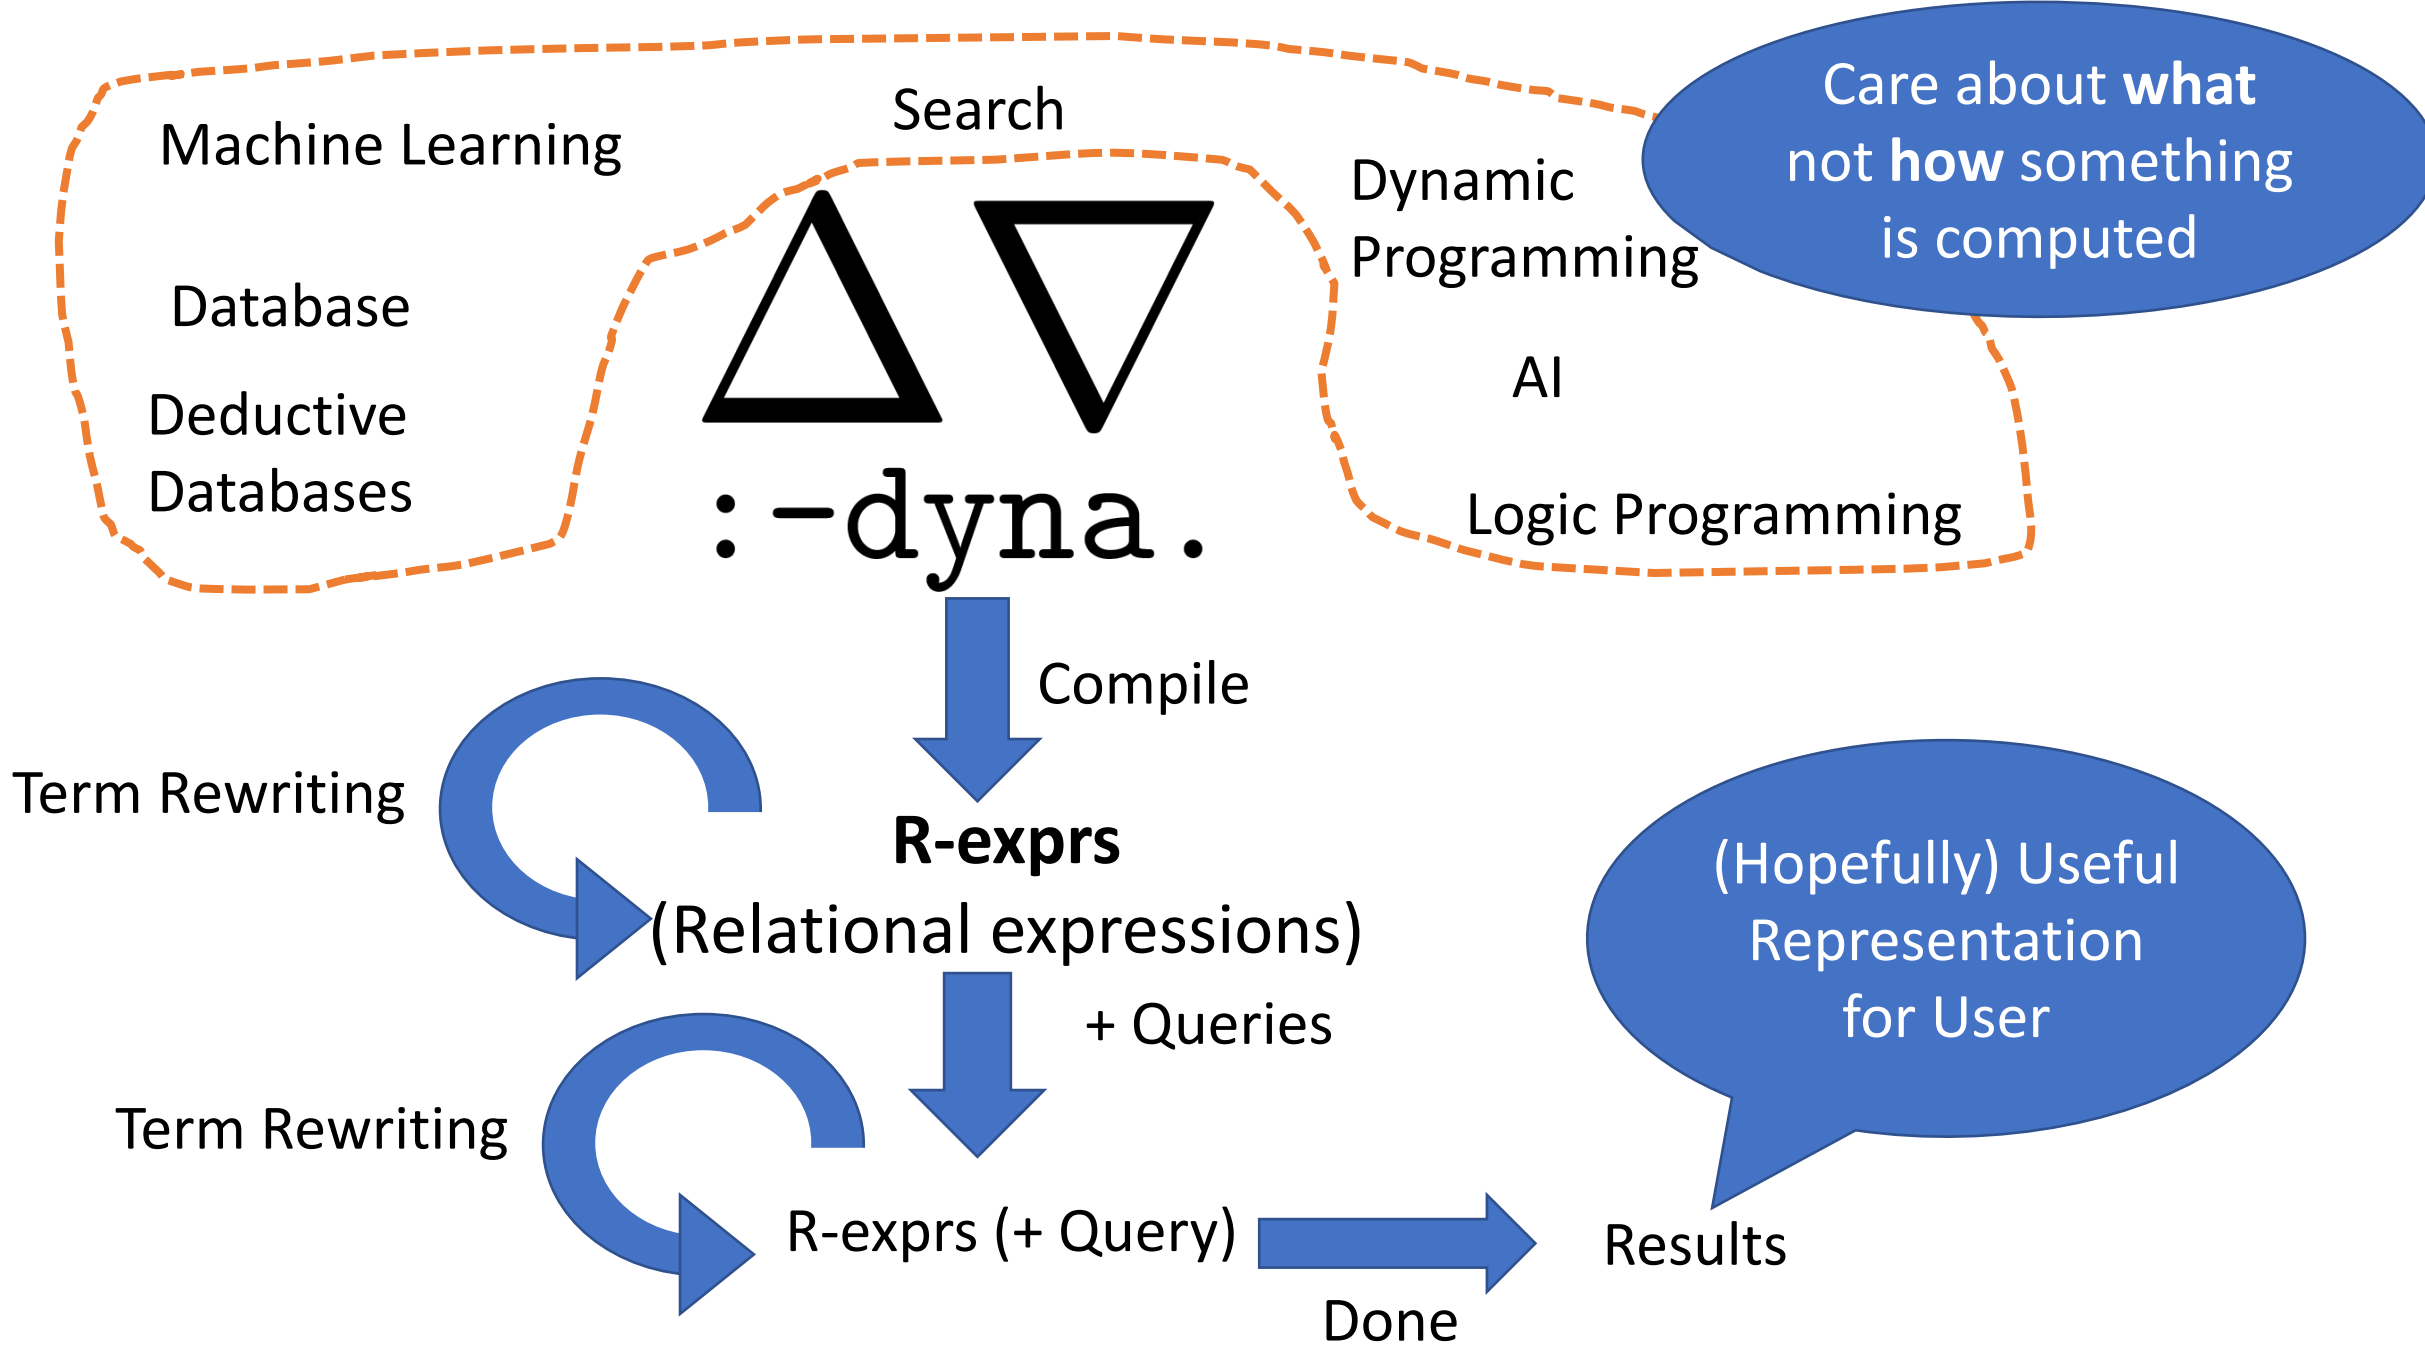 Search
Machine Learning
Dynamic
Programming
Care about what
not how something
is computed
Database
AI
Deductive
Databases
Logic Programming
:-dyna.
Compile
Term Rewriting
R-exprs
(Relational expressions)
+ Queries
(Hopefully) Useful
Representation
for User
Term Rewriting
R-exprs (+ Query)
Done
Results